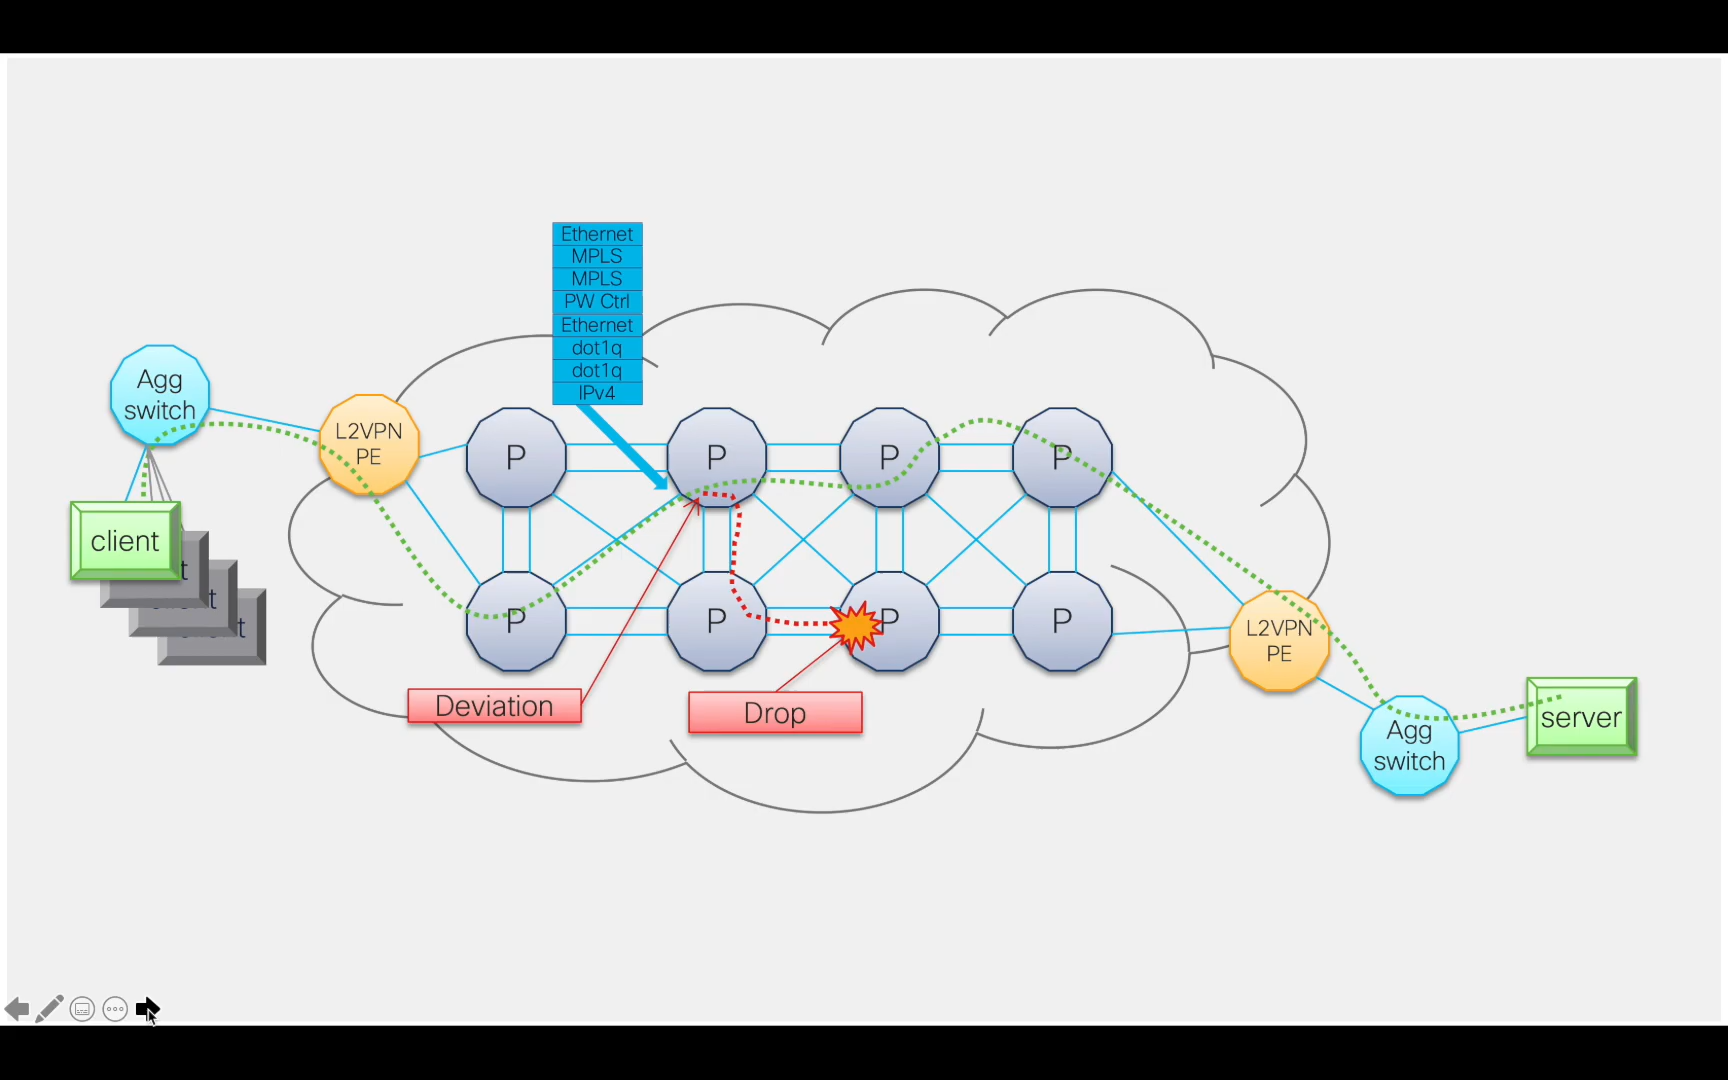 Ethernet
MPLS
MPLS
PW Ctrl
Ethernet
dot1q
dot1q
IPv4
Agg
switch
L2VPN
PE
P
P
P
P
client
P
P
P
P
L2VPN
PE
Deviation
Drop
server
Agg
switch